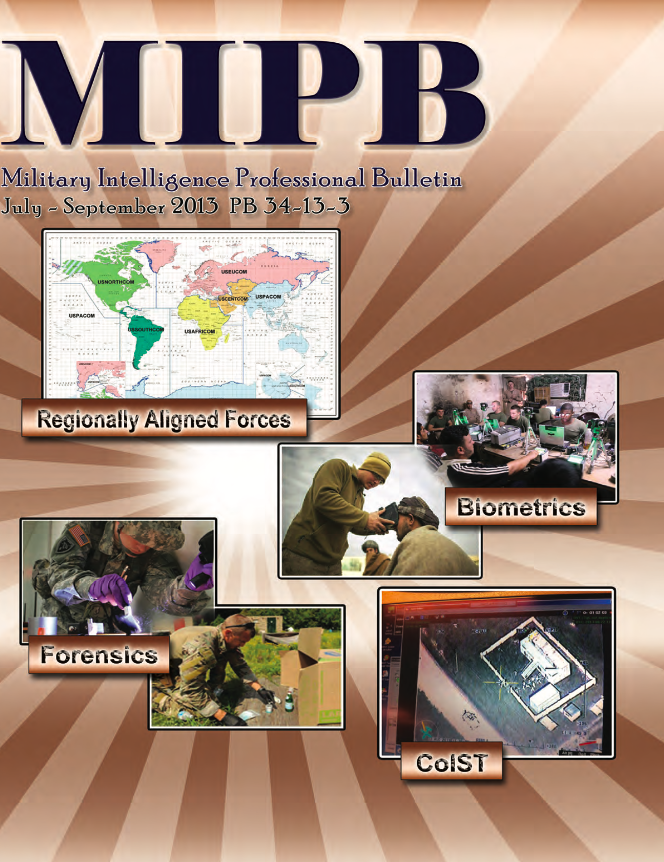 MIPB
Military Intelligence Professional Bulletin
July - September 2013 PB 34-13-3
USNORTHCOM
USEUCOM
USCENTCOM
USPACOM
USPACOM
USSOUTHCOM
USAFRICOM
Regionally Aligned Forces
Biometrics
Forensics
CoIST